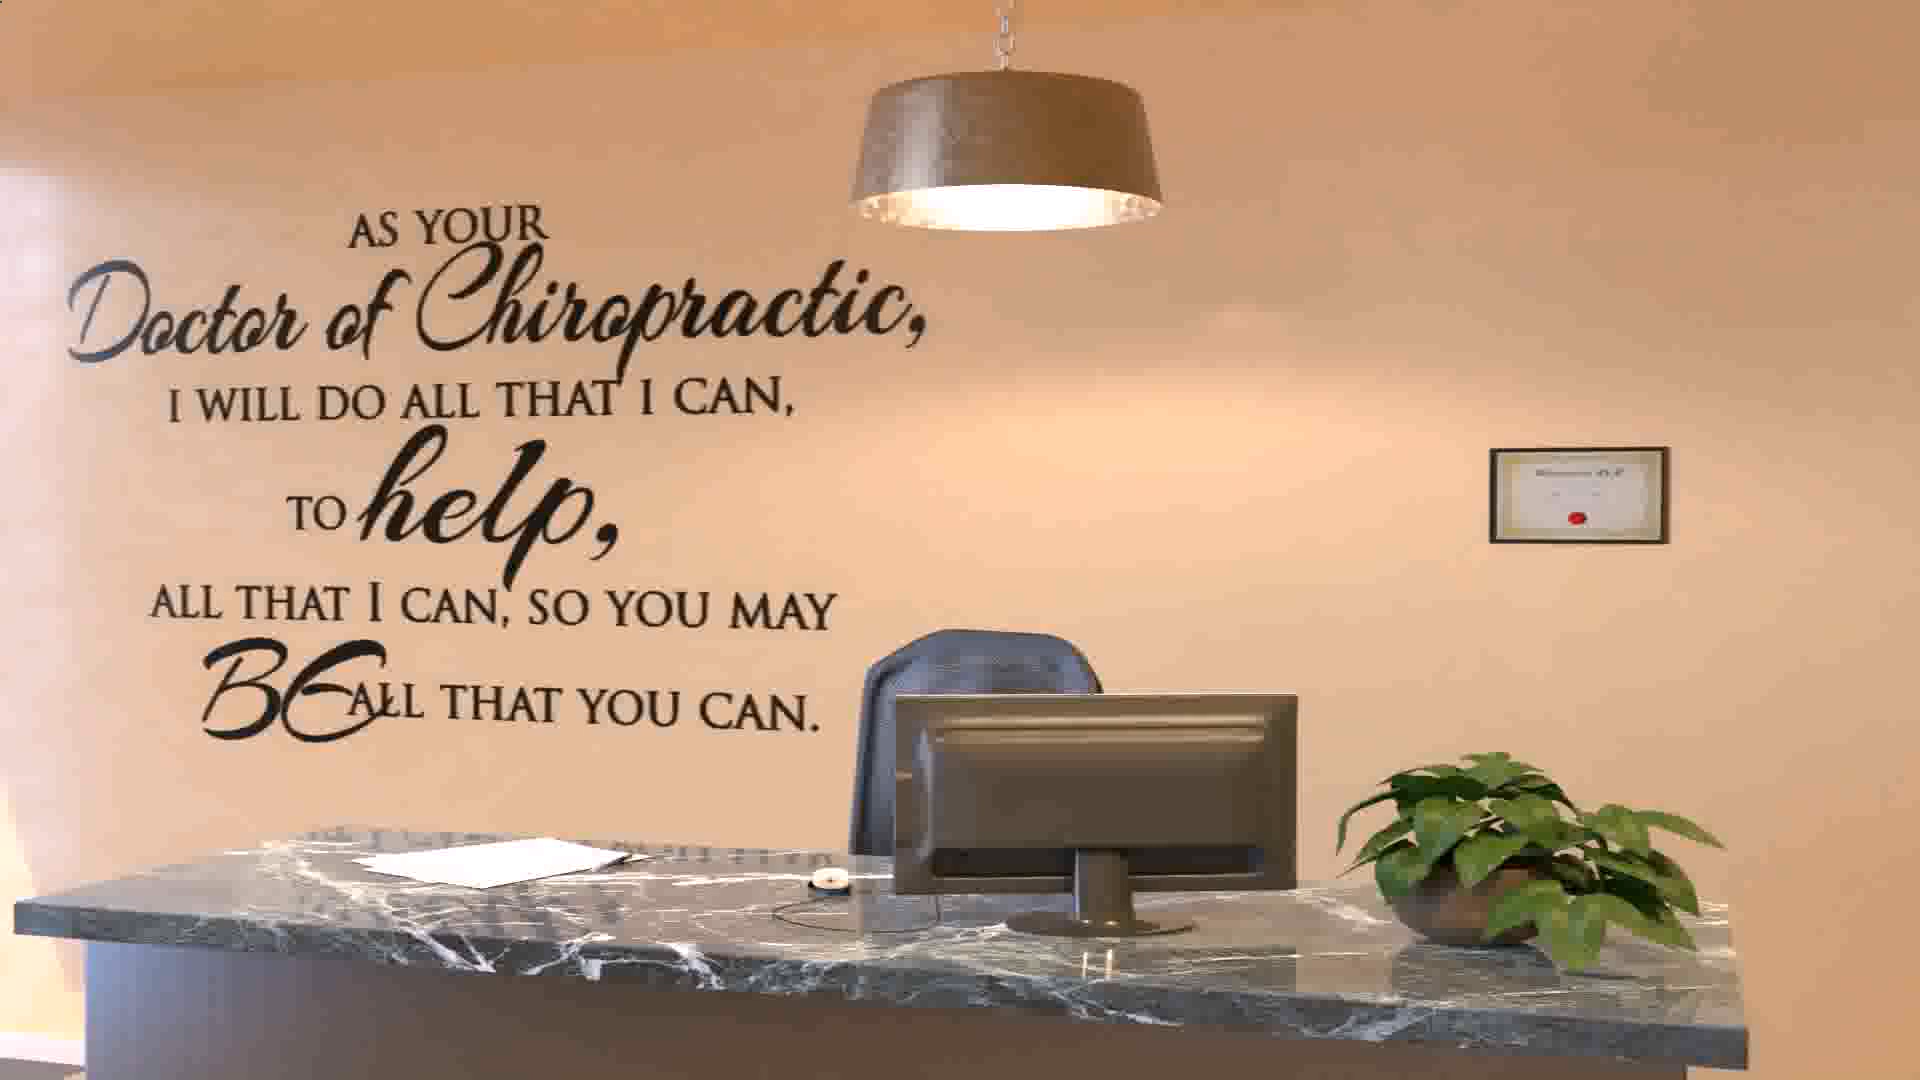 AS YOUR
Doctor of Chiropractic,
I WILL DO ALL THAT I CAN,
TO help,
ALL THAT I CAN, SO YOU MAY
BE ALL THAT YOU CAN.